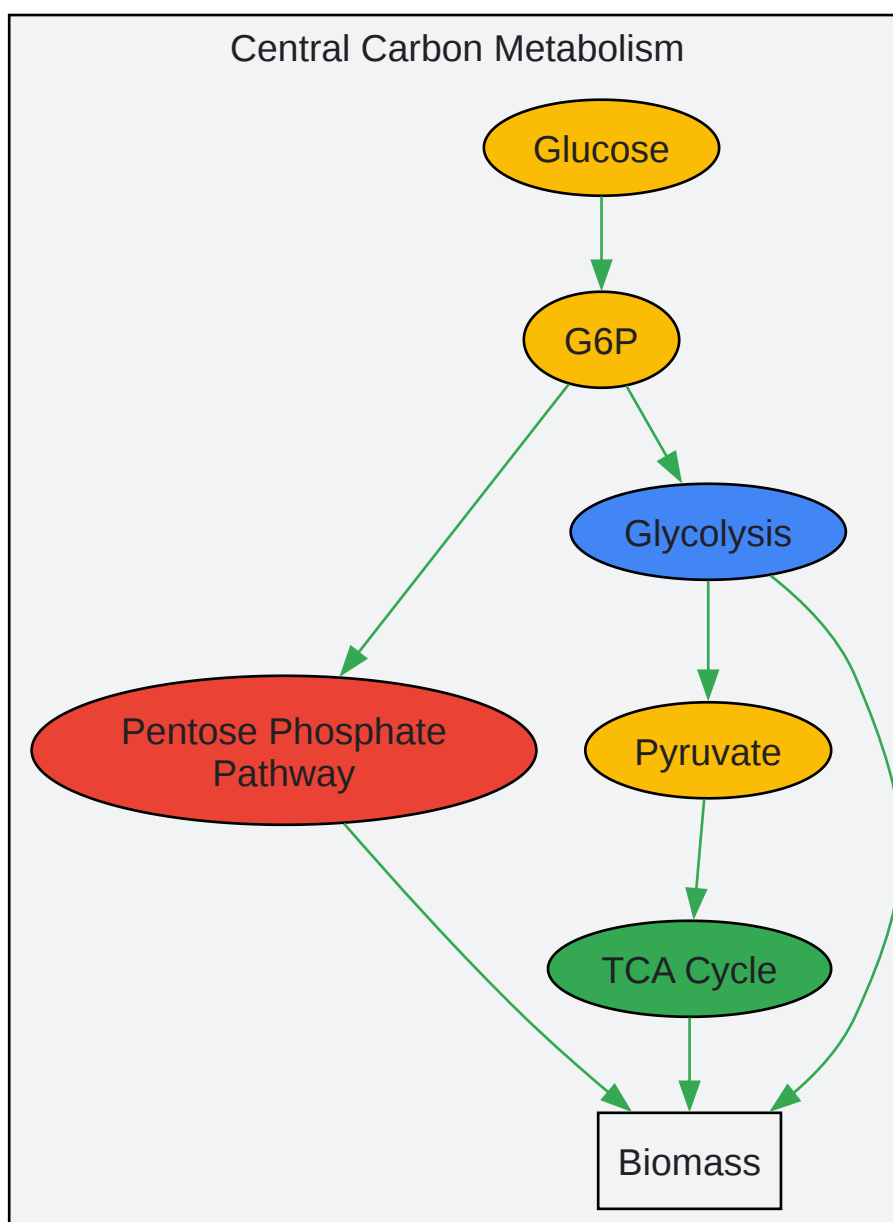 Central Carbon Metabolism
Glucose
G6P
Glycolysis
Pentose Phosphate
Pathway
Pyruvate
TCA Cycle
Biomass